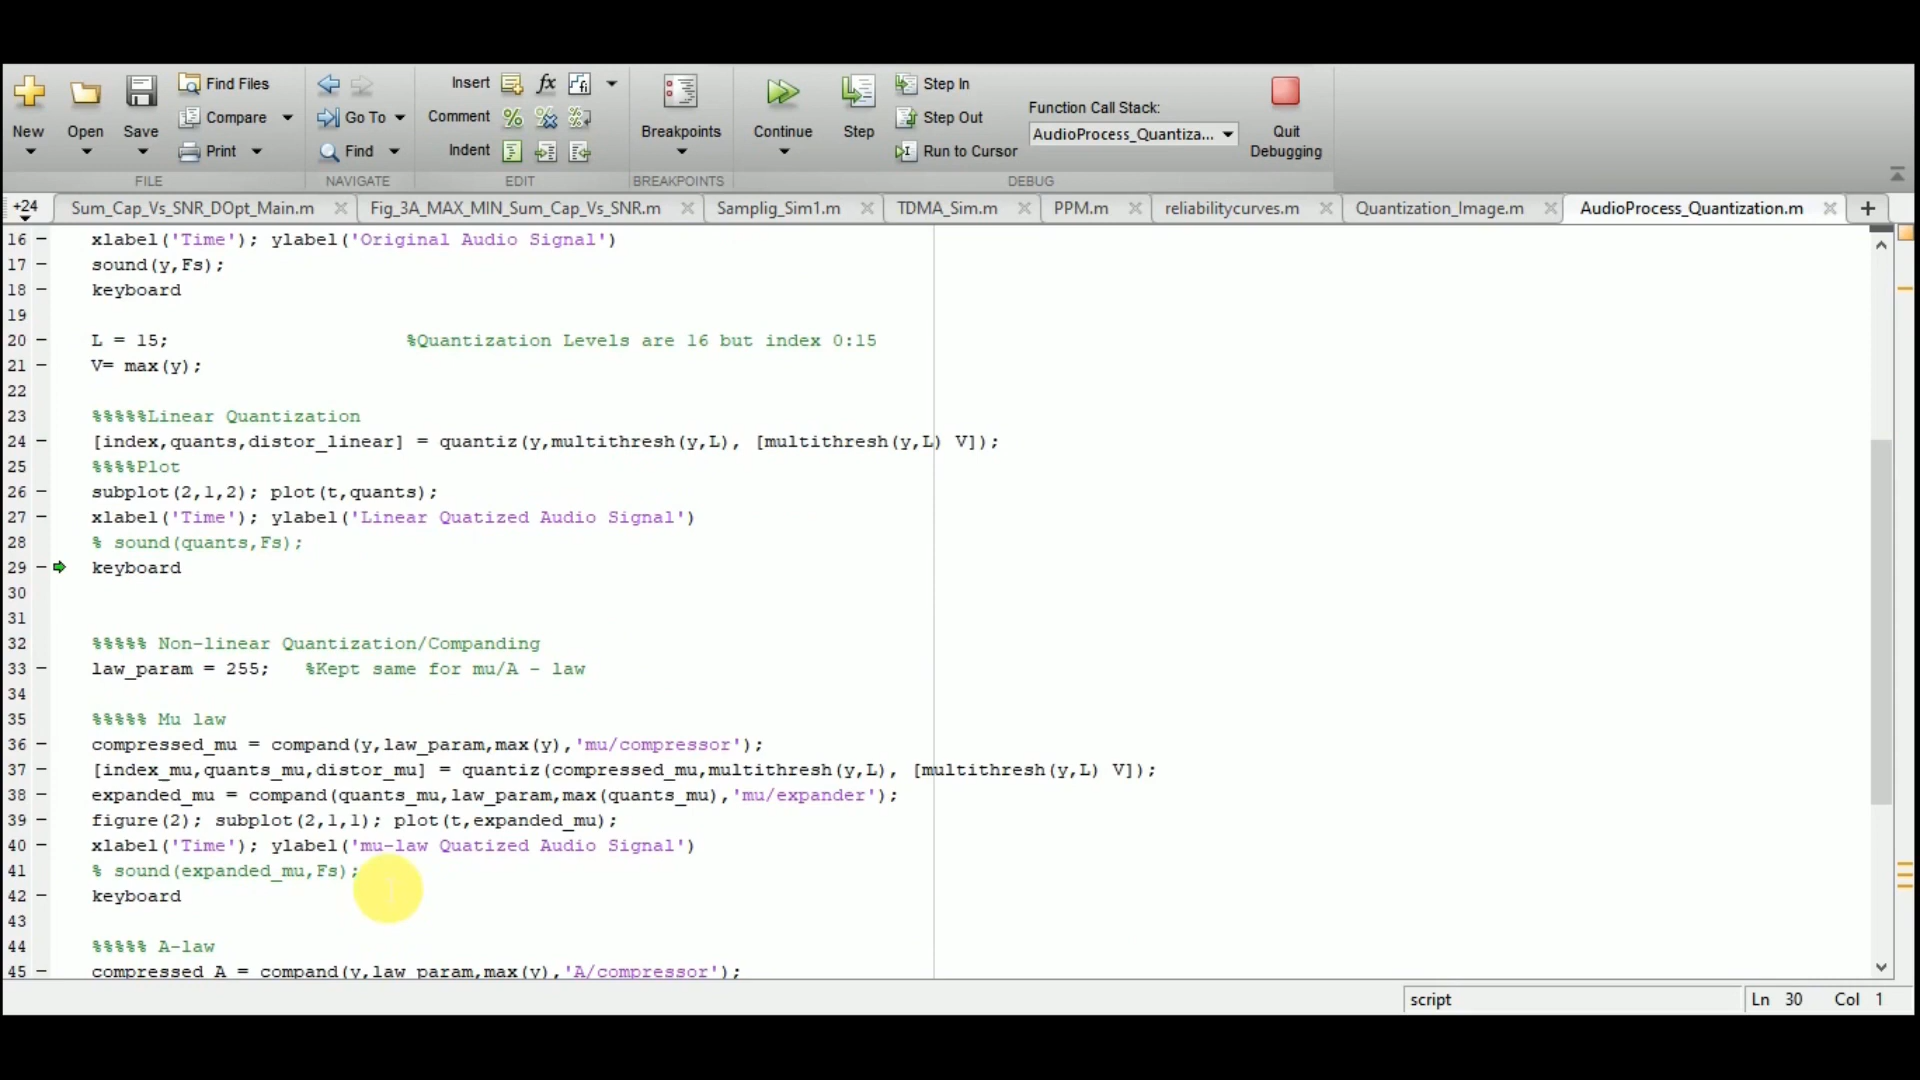 New
Open
Save
Find Files
Compare
Print
FILE
Go To
Find
NAVIGATE
Insert
fx
Comment
Indent
EDIT
Breakpoints
BREAKPOINTS
Continue
Step
Step In
Step Out
Run to Cursor
Function Call Stack:
AudioProcess_Quantiza...
Quit
Debugging
DEBUG
+24
Sum_Cap_Vs_SNR_DOpt_Main.m
Fig_3A_MAX_MIN_Sum_Cap_Vs_SNR.m
Samplig_Sim1.m
TDMA_Sim.m
PPM.m
reliabilitycurves.m
Quantization_Image.m
AudioProcess_Quantization.m
16 – xlabel('Time'); ylabel('Original Audio Signal')
17 – sound(y,Fs);
18 – keyboard
19
20 – L = 15; %Quantization Levels are 16 but index 0:15
21 – V= max(y);
22
23 %%%%%Linear Quantization
24 – [index,quants,distor_linear] = quantiz(y,multithresh(y,L), [multithresh(y,L) V]);
25 %%%%Plot
26 – subplot(2,1,2); plot(t,quants);
27 – xlabel('Time'); ylabel('Linear Quatized Audio Signal')
28 % sound(quants,Fs);
29 – keyboard
30
31
32 %%%%% Non-linear Quantization/Companding
33 – law_param = 255; %Kept same for mu/A - law
34
35 %%%%% Mu law
36 – compressed_mu = compand(y,law_param,max(y),'mu/compressor');
37 – [index_mu,quants_mu,distor_mu] = quantiz(compressed_mu,multithresh(y,L), [multithresh(y,L) V]);
38 – expanded_mu = compand(quants_mu,law_param,max(quants_mu),'mu/expander');
39 – figure(2); subplot(2,1,1); plot(t,expanded_mu);
40 – xlabel('Time'); ylabel('mu-law Quatized Audio Signal')
41 % sound(expanded_mu,Fs);
42 – keyboard
43
44 %%%%% A-law
45 – compressed_A = compand(y,law_param,max(y),'A/compressor');
script
Ln 30 Col 1